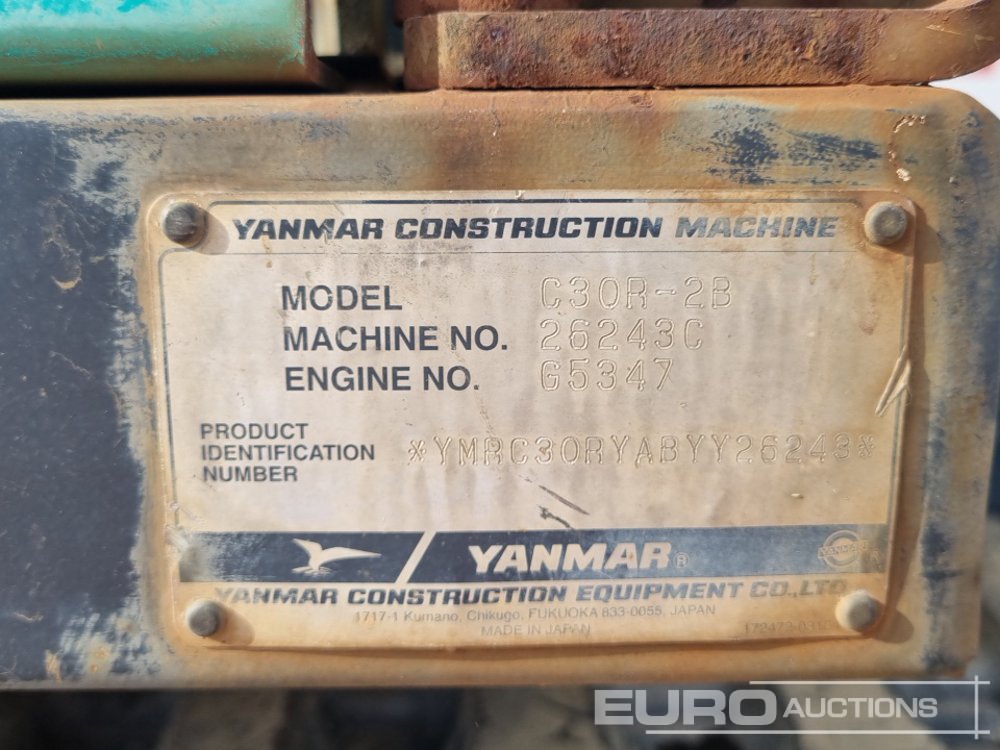 YANMAR CONSTRUCTION MACHINE
MODEL C30R-2B
MACHINE NO. 26243C
ENGINE NO. G5347
PRODUCT
IDENTIFICATION *YMRC30RYABYY26243*
NUMBER
YANMAR® YANMAR
YANMAR CONSTRUCTION EQUIPMENT CO.,LTD.
1717-1 Kumano, Chikugo, FUKUOKA 833-0055, JAPAN
MADE IN JAPAN
EURO AUCTIONS